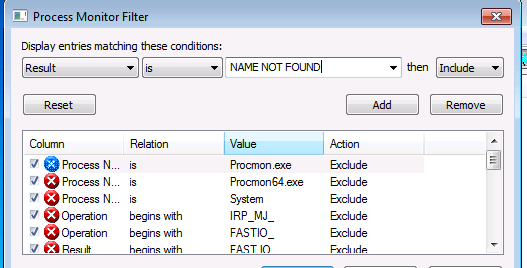 Process Monitor Filter
Display entries matching these conditions:
Result is NAME NOT FOUND then Include
Reset Add Remove
Column Relation Value Action
Process N... is Procmon.exe Exclude
Process N... is Procmon64.exe Exclude
Process N... is System Exclude
Operation begins with IRP_MJ_ Exclude
Operation begins with FASTIO_ Exclude
Result begins with FAST IO Exclude